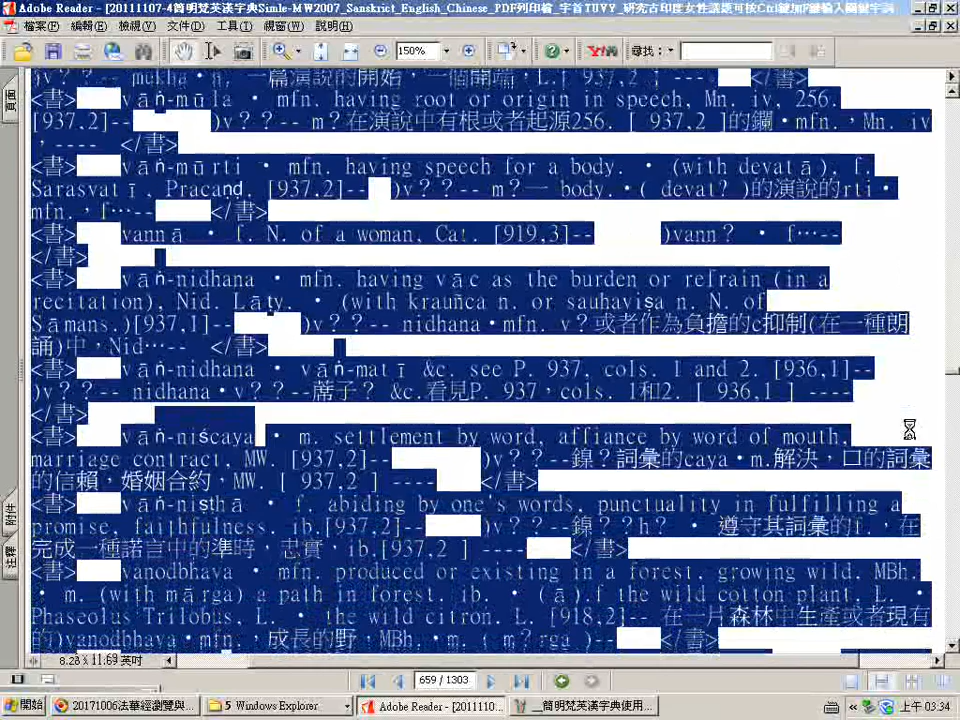 Adobe Reader - [20111107-4簡明梵英漢字典Simle-MW2007_Sanskrict_English_Chinese_PDF列印檔_字首TUVY_研究古印度女性議題可按Ctrl鍵加F鍵輸入關鍵字詞
檔案(F) 編輯(E) 檢視(V) 文件(D) 工具(T) 視窗(W) 說明(H)
150% 尋找:
)v？？-- mukha‧n, 一篇演說的開始，一個開端，L.[ 937,2 ] ---- </書>
<書> vāṅ-mūla ‧ mfn. having root or origin in speech, Mn. iv, 256.
[937,2]-- )v？？-- m？在演說中有根或者起源256. [ 937,2 ]的鑭‧mfn.，Mn. iv
，---- </書>
<書> vāṅ-mūrti ‧ mfn. having speech for a body. ‧ (with devatā), f.
Sarasvatī, Pracaṇḍ, [937,2]-- )v？？-- m？一 body.‧( devat? )的演說的rti‧
mfn.，f…-- </書>
<書> vannā ‧ f. N. of a woman, Cat. [919,3]-- )vann？‧f…--
</書>
<書> vāṅ-nidhana ‧ mfn. having vāc as the burden or refrain (in a
recitation), Nid. Lāṭy. ‧ (with krauñca n. or sauhaviṣa n. N. of
Sāmans.)[937,1]-- )v？？-- nidhana‧mfn. v？或者作為負擔的c抑制(在一種朗
誦)中，Nid…-- </書>
<書> vāṅ-nidhana ‧ vāṅ-matī &c. see P. 937, cols. 1 and 2. [936,1]--
)v？？-- nidhana‧v？？--蓆子？ &c.看見P. 937，cols. 1和2. [ 936,1 ] ----
</書>
<書> vāṅ-niścaya ‧ m. settlement by word, affiance by word of mouth,
marriage contract, MW. [937,2]-- )v？？--鎳？詞彙的caya‧m.解決，口的詞彙
的信賴，婚姻合約，MW. [ 937,2 ] ---- </書>
<書> vāṅ-niṣṭhā ‧ f. abiding by one's words, punctuality in fulfilling a
promise, faithfulness, ib.[937,2]-- )v？？--鎳？？h？‧遵守其詞彙的f.，在
完成一種諾言中的準時，忠實，ib.[937,2 ] ---- </書>
<書> vanodbhava ‧ mfn. produced or existing in a forest, growing wild, MBh.
‧ m. (with mārga) a path in forest, ib. ‧ (ā).f the wild cotton plant, L. ‧
Phaseolus Trilobus, L. ‧ the wild citron, L. [918,2]-- 在一片森林中生產或者現有
的)vanodbhava‧mfn.，成長的野，MBh.‧m. ( m？rga )-- </書>
頁面
附件
註釋
8.26 x 11.69 英吋
659 / 1303
開始 20171006法華經瀏覽與... 5 Windows Explorer Adobe Reader - [2011110... __簡明梵英漢字典使用... 上午 03:34